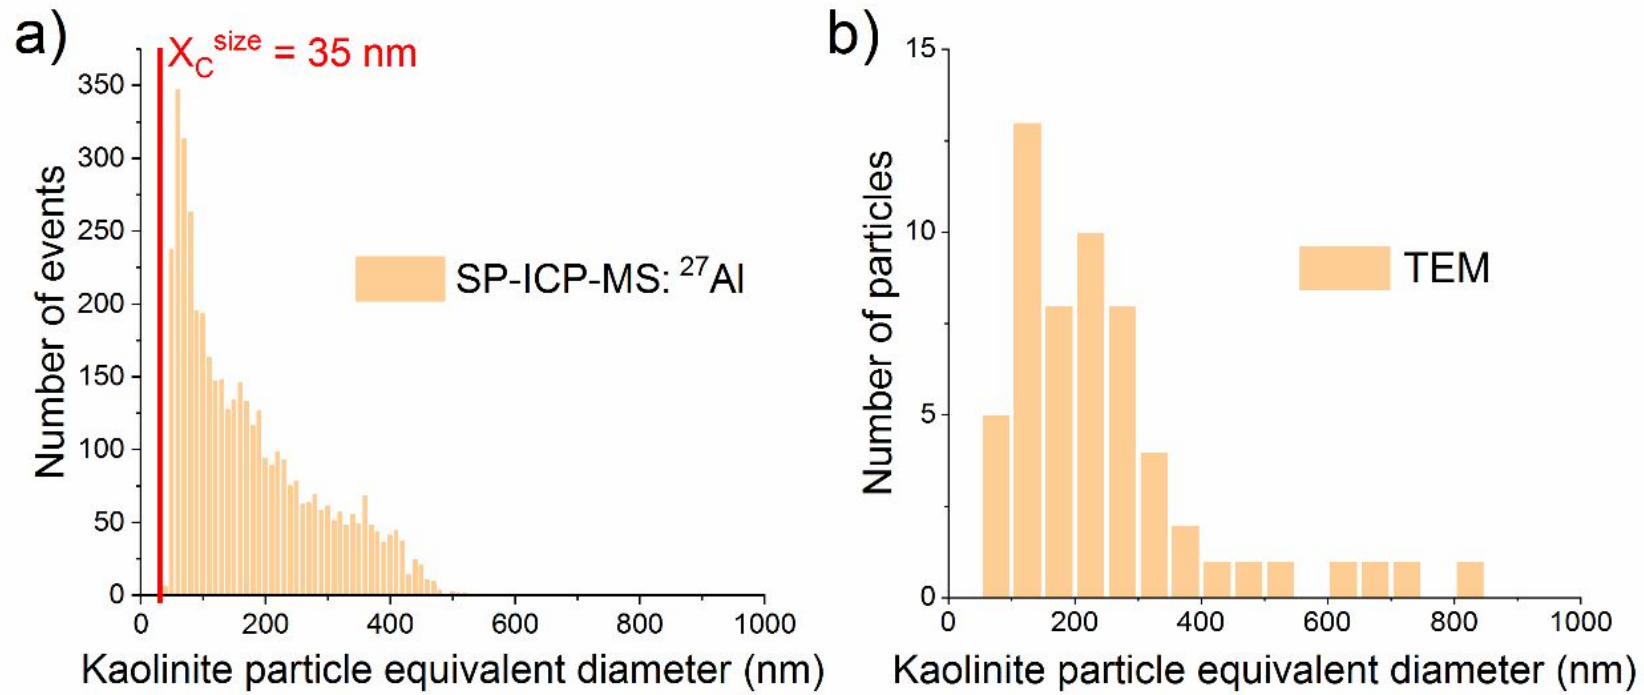 a)
X_C^size = 35 nm
350
300
250
200
150
100
50
0
Number of events
SP-ICP-MS: ²⁷Al
0 200 400 600 800 1000
Kaolinite particle equivalent diameter (nm)
b)
15
10
5
0
Number of particles
TEM
0 200 400 600 800 1000
Kaolinite particle equivalent diameter (nm)